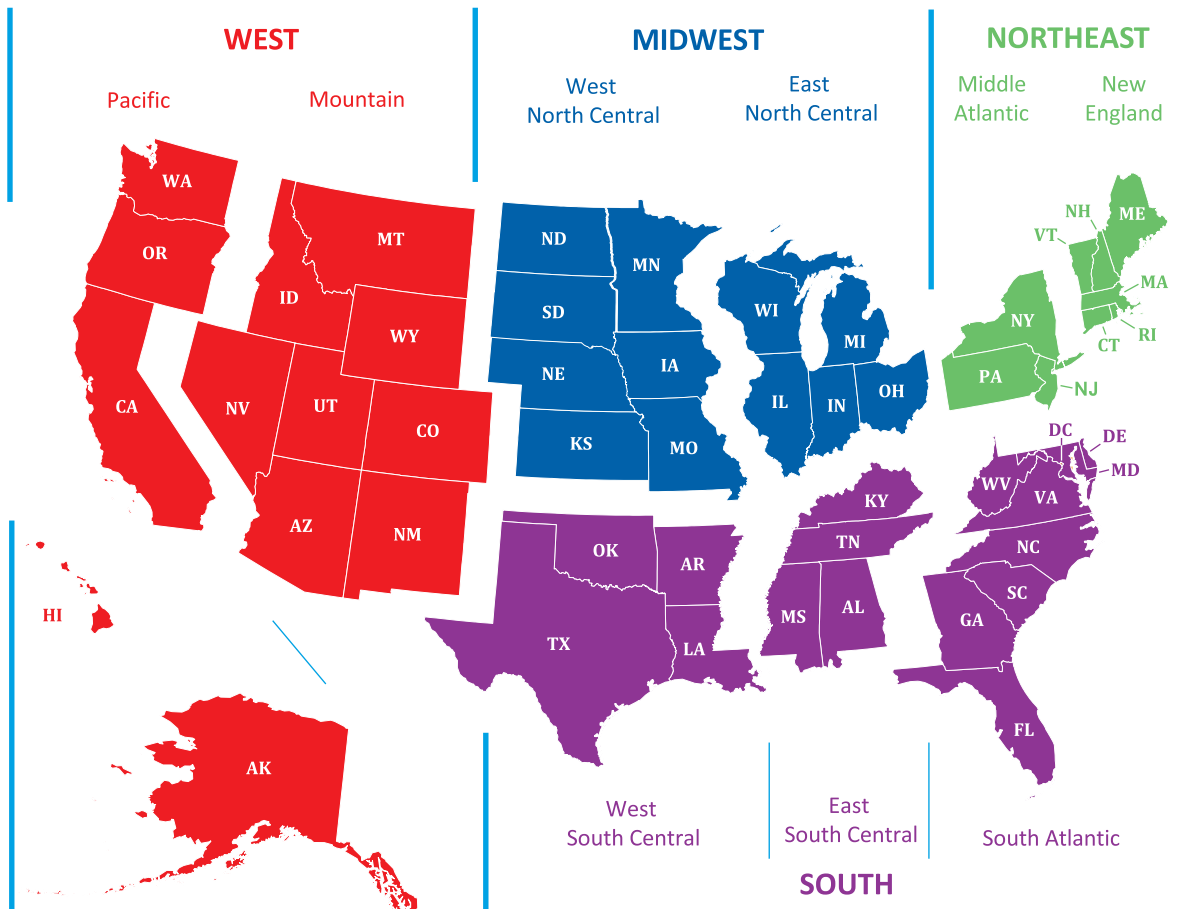 WEST
Pacific
Mountain
WA
OR
CA
ID
MT
WY
NV
UT
CO
AZ
NM
HI
AK
MIDWEST
West
North Central
East
North Central
ND
SD
NE
KS
MN
IA
MO
WI
MI
IL
IN
OH
NORTHEAST
Middle
Atlantic
New
England
ME
NH
VT
MA
RI
CT
NY
PA
NJ
DC
DE
MD
WV
VA
NC
SC
GA
FL
KY
TN
MS
AL
OK
AR
TX
LA
West
South Central
East
South Central
South Atlantic
SOUTH